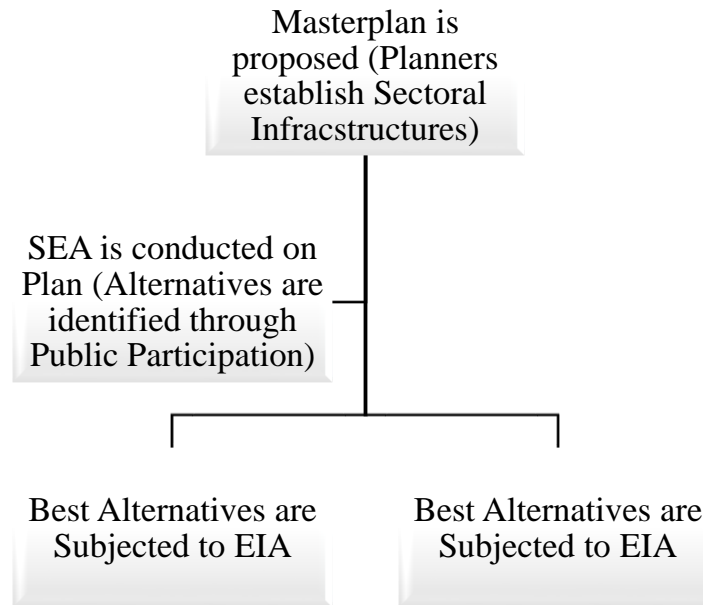 Masterplan is
proposed (Planners
establish Sectoral
Infracstructures)
SEA is conducted on
Plan (Alternatives are
identified through
Public Participation)
Best Alternatives are
Subjected to EIA
Best Alternatives are
Subjected to EIA